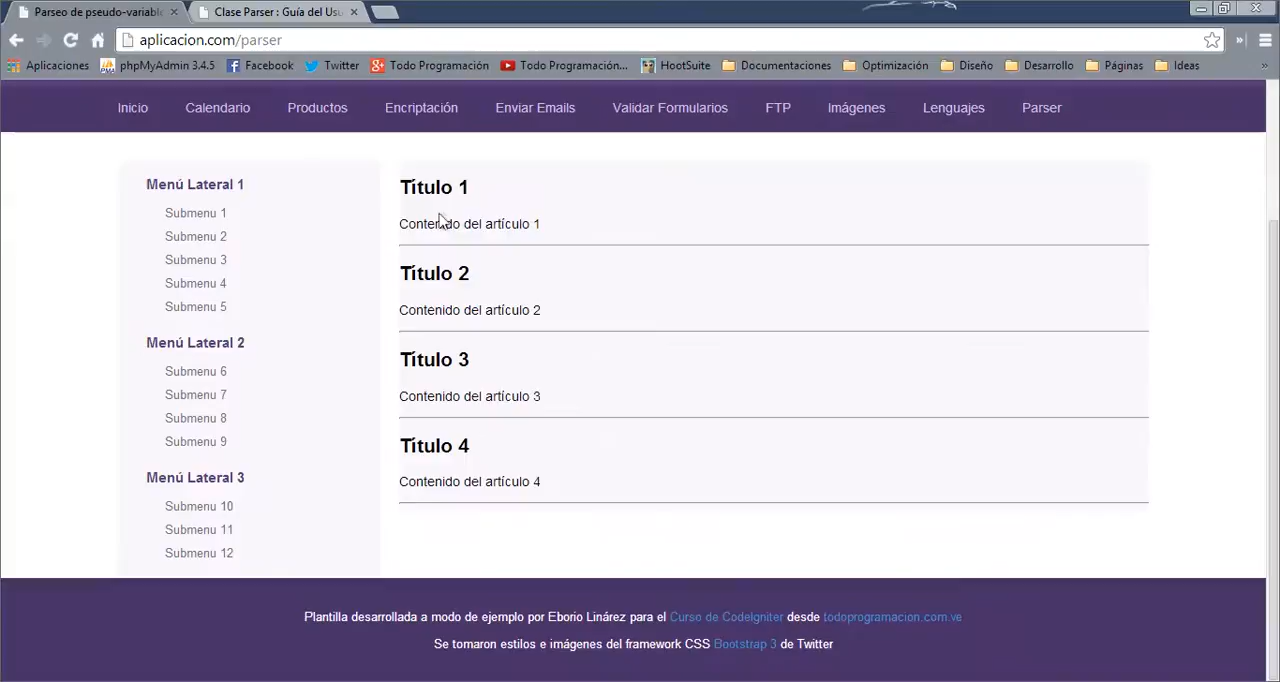 Parseo de pseudo-variable
Clase Parser : Guía del Usu
aplicacion.com/parser
Aplicaciones phpMyAdmin 3.4.5 Facebook Twitter Todo Programación Todo Programación... HootSuite Documentaciones Optimización Diseño Desarrollo Páginas Ideas
Inicio Calendario Productos Encriptación Enviar Emails Validar Formularios FTP Imágenes Lenguajes Parser
Menú Lateral 1
Submenu 1
Submenu 2
Submenu 3
Submenu 4
Submenu 5
Menú Lateral 2
Submenu 6
Submenu 7
Submenu 8
Submenu 9
Menú Lateral 3
Submenu 10
Submenu 11
Submenu 12
Título 1
Contenido del artículo 1
Título 2
Contenido del artículo 2
Título 3
Contenido del artículo 3
Título 4
Contenido del artículo 4
Plantilla desarrollada a modo de ejemplo por Eborio Linárez para el Curso de CodeIgniter desde todoprogramacion.com.ve
Se tomaron estilos e imágenes del framework CSS Bootstrap 3 de Twitter